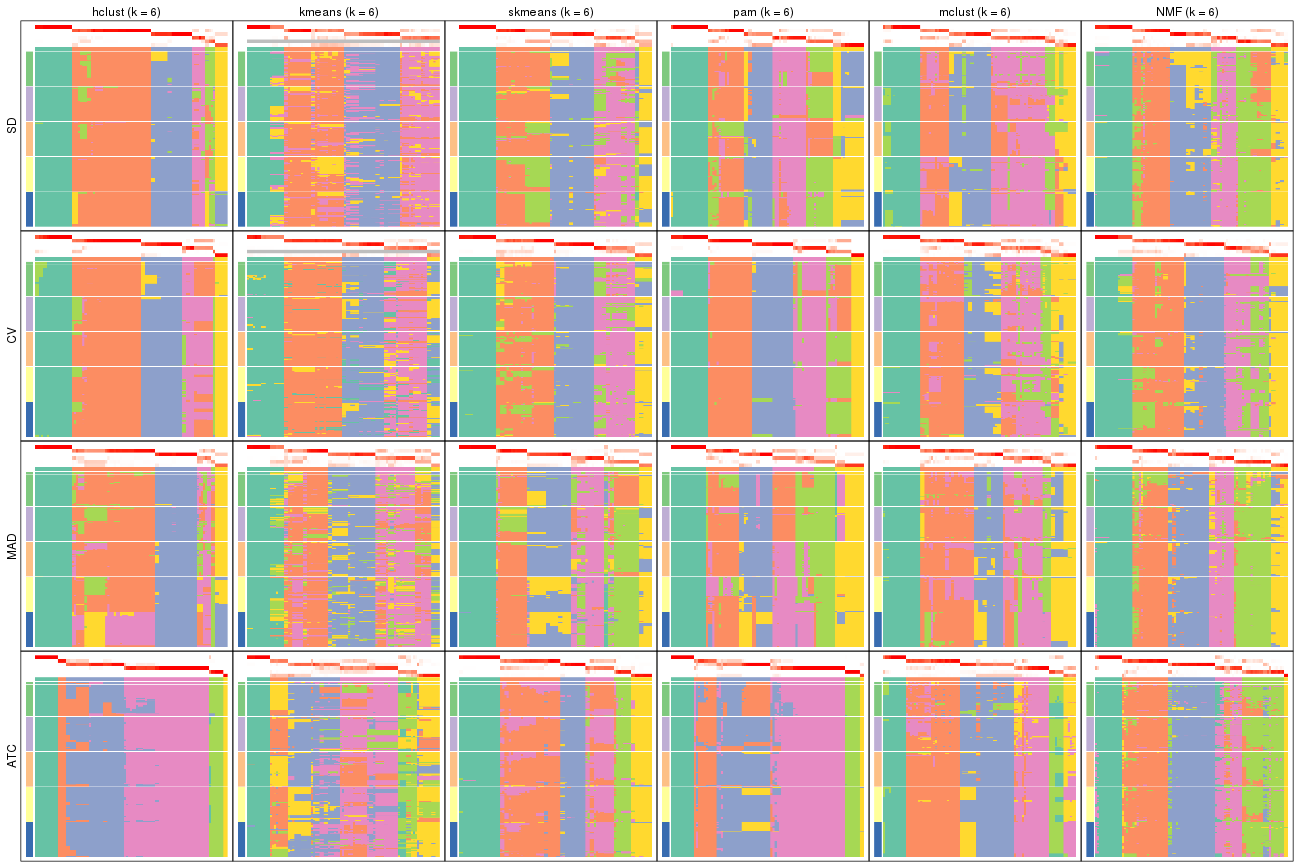 hclust (k = 6) kmeans (k = 6) skmeans (k = 6) pam (k = 6) mclust (k = 6) NMF (k = 6)
SD
CV
MAD
ATC